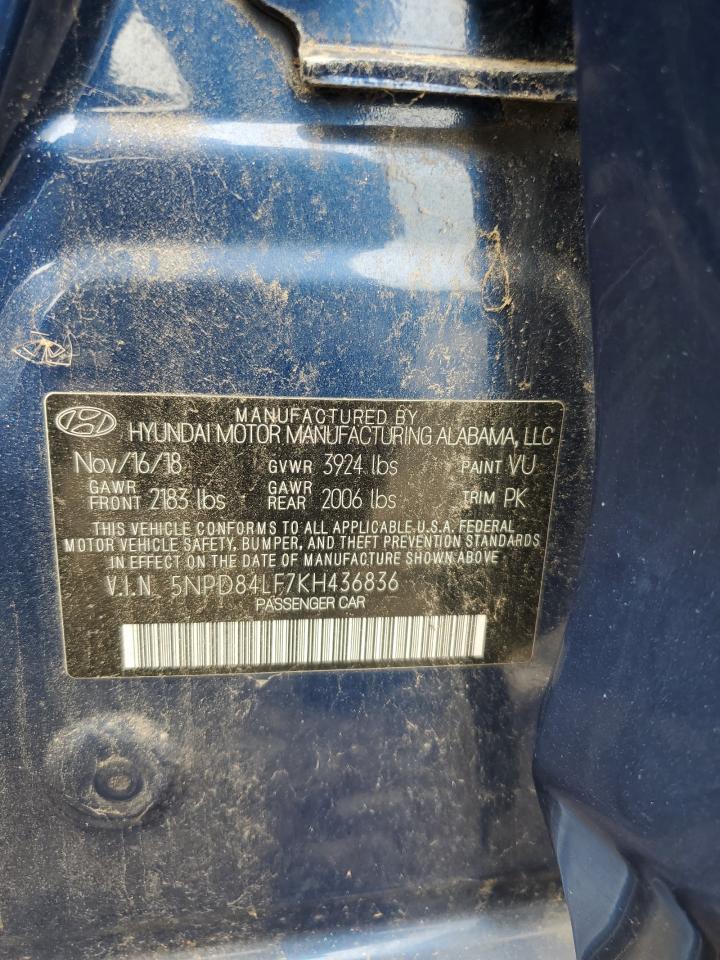 MANUFACTURED BY
HYUNDAI MOTOR MANUFACTURING ALABAMA, LLC
Nov/16/18 GVWR 3924 lbs PAINT VU
GAWR FRONT 2183 lbs GAWR REAR 2006 lbs TRIM PK
THIS VEHICLE CONFORMS TO ALL APPLICABLE U.S.A. FEDERAL
MOTOR VEHICLE SAFETY, BUMPER, AND THEFT PREVENTION STANDARDS
IN EFFECT ON THE DATE OF MANUFACTURE SHOWN ABOVE
V.I.N. 5NPD84LF7KH436836
PASSENGER CAR